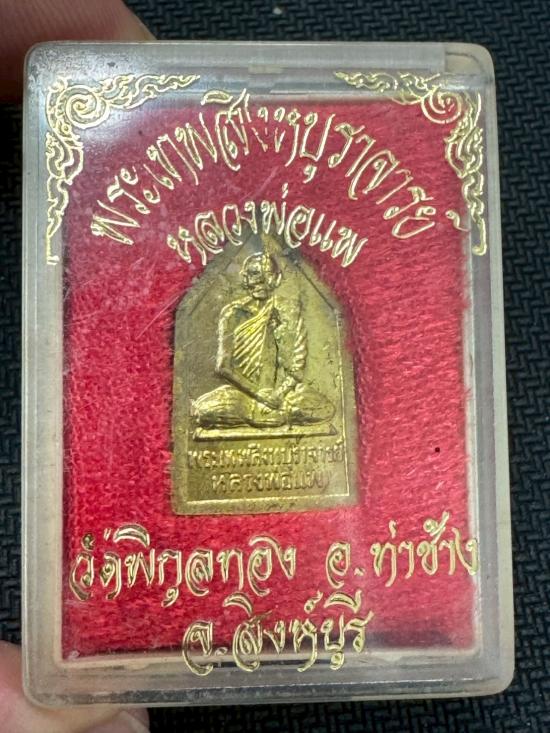 พระเทพสิงหบุราจารย์
หลวงพ่อแพ
พระเทพสิงหบุราจารย์
หลวงพ่อแพ
วัดพิกุลทอง อ.ท่าช้าง
จ.สิงห์บุรี